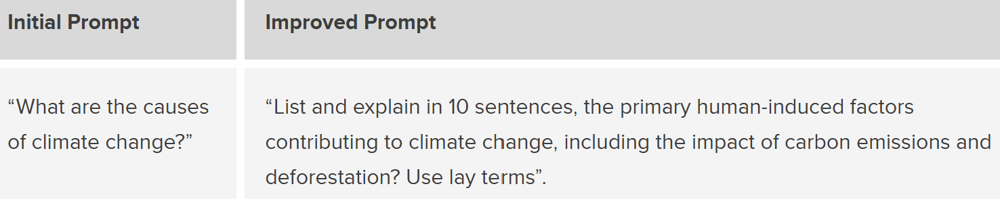 Initial Prompt
Improved Prompt
“What are the causes
of climate change?”
“List and explain in 10 sentences, the primary human-induced factors
contributing to climate change, including the impact of carbon emissions and
deforestation? Use lay terms”.